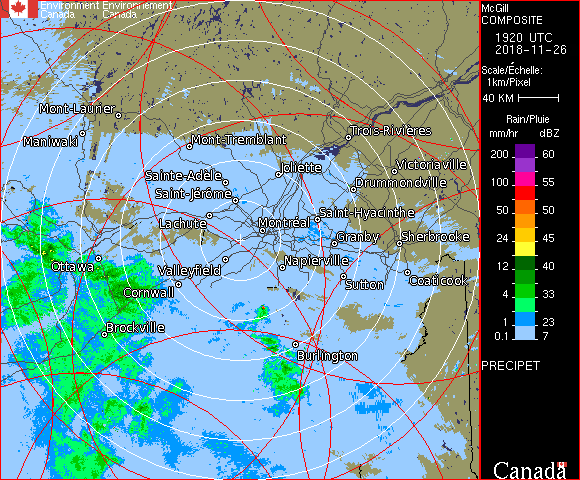 Environment Environnement
Canada Canada
McGill
COMPOSITE
1920 UTC
2018-11-26
Scale/Échelle:
1km/Pixel
40 KM
Rain/Pluie
mm/hr dBZ
200 60
100 55
50 50
24 45
12 40
4 33
1 23
0.1 7
PRECIPET
Mont-Laurier
Maniwaki
Mont-Tremblant
Trois-Rivières
Sainte-Adèle
Joliette
Victoriaville
Saint-Jérôme
Drummondville
Lachute
Montréal
Saint-Hyacinthe
Granby
Sherbrooke
Ottawa
Valleyfield
Napierville
Cornwall
Sutton
Coaticook
Brockville
Burlington
Canada